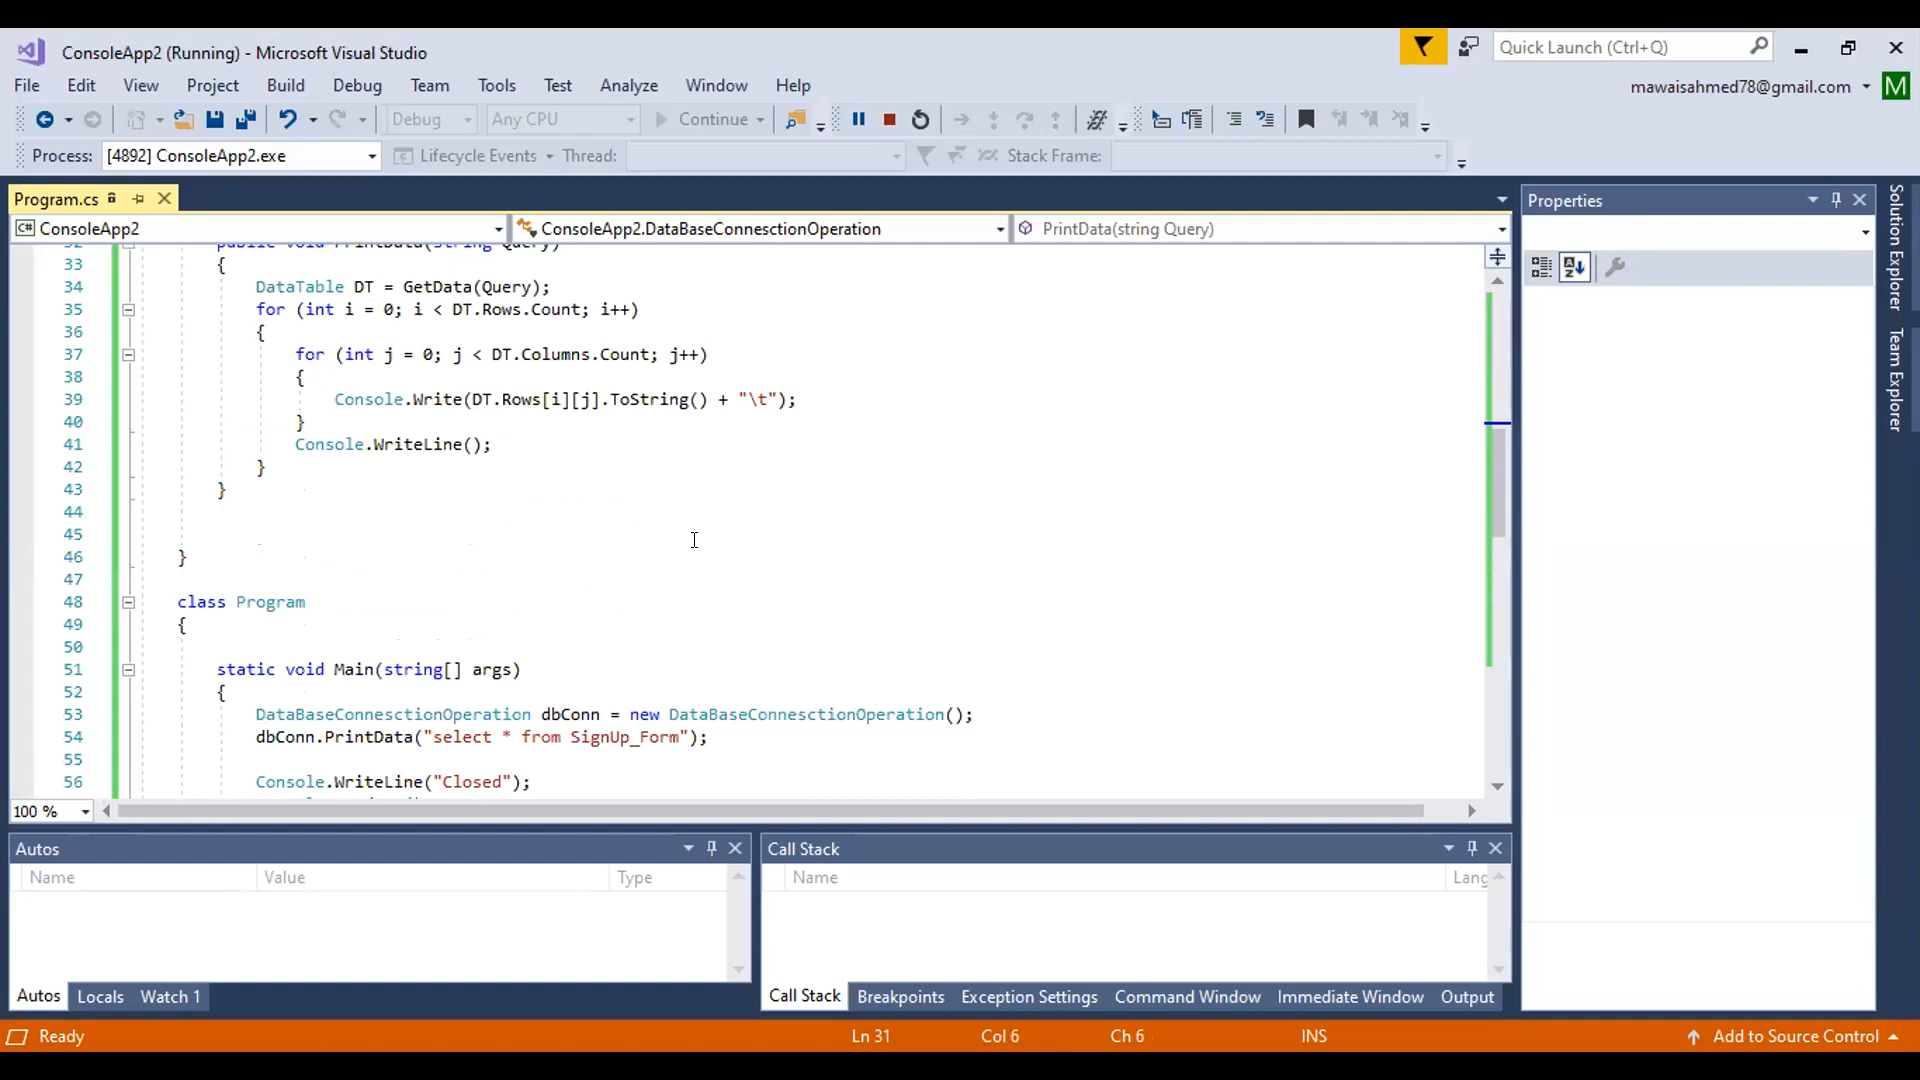 ConsoleApp2 (Running) - Microsoft Visual Studio
Quick Launch (Ctrl+Q)
File Edit View Project Build Debug Team Tools Test Analyze Window Help
mawaisahmed78@gmail.com M
Debug Any CPU Continue
Process: [4892] ConsoleApp2.exe Lifecycle Events Thread: Stack Frame:
Program.cs
Properties
C# ConsoleApp2 ConsoleApp2.DataBaseConnesctionOperation PrintData(string Query)
32 public void PrintData(string Query)
33 {
34 DataTable DT = GetData(Query);
35 for (int i = 0; i < DT.Rows.Count; i++)
36 {
37 for (int j = 0; j < DT.Columns.Count; j++)
38 {
39 Console.Write(DT.Rows[i][j].ToString() + "\t");
40 }
41 Console.WriteLine();
42 }
43 }
44
45
46 }
47
48 class Program
49 {
50
51 static void Main(string[] args)
52 {
53 DataBaseConnesctionOperation dbConn = new DataBaseConnesctionOperation();
54 dbConn.PrintData("select * from SignUp_Form");
55
56 Console.WriteLine("Closed");
100 %
Solution Explorer
Team Explorer
Autos
Name Value Type
Call Stack
Name Lang
Autos Locals Watch 1
Call Stack Breakpoints Exception Settings Command Window Immediate Window Output
Ready Ln 31 Col 6 Ch 6 INS Add to Source Control